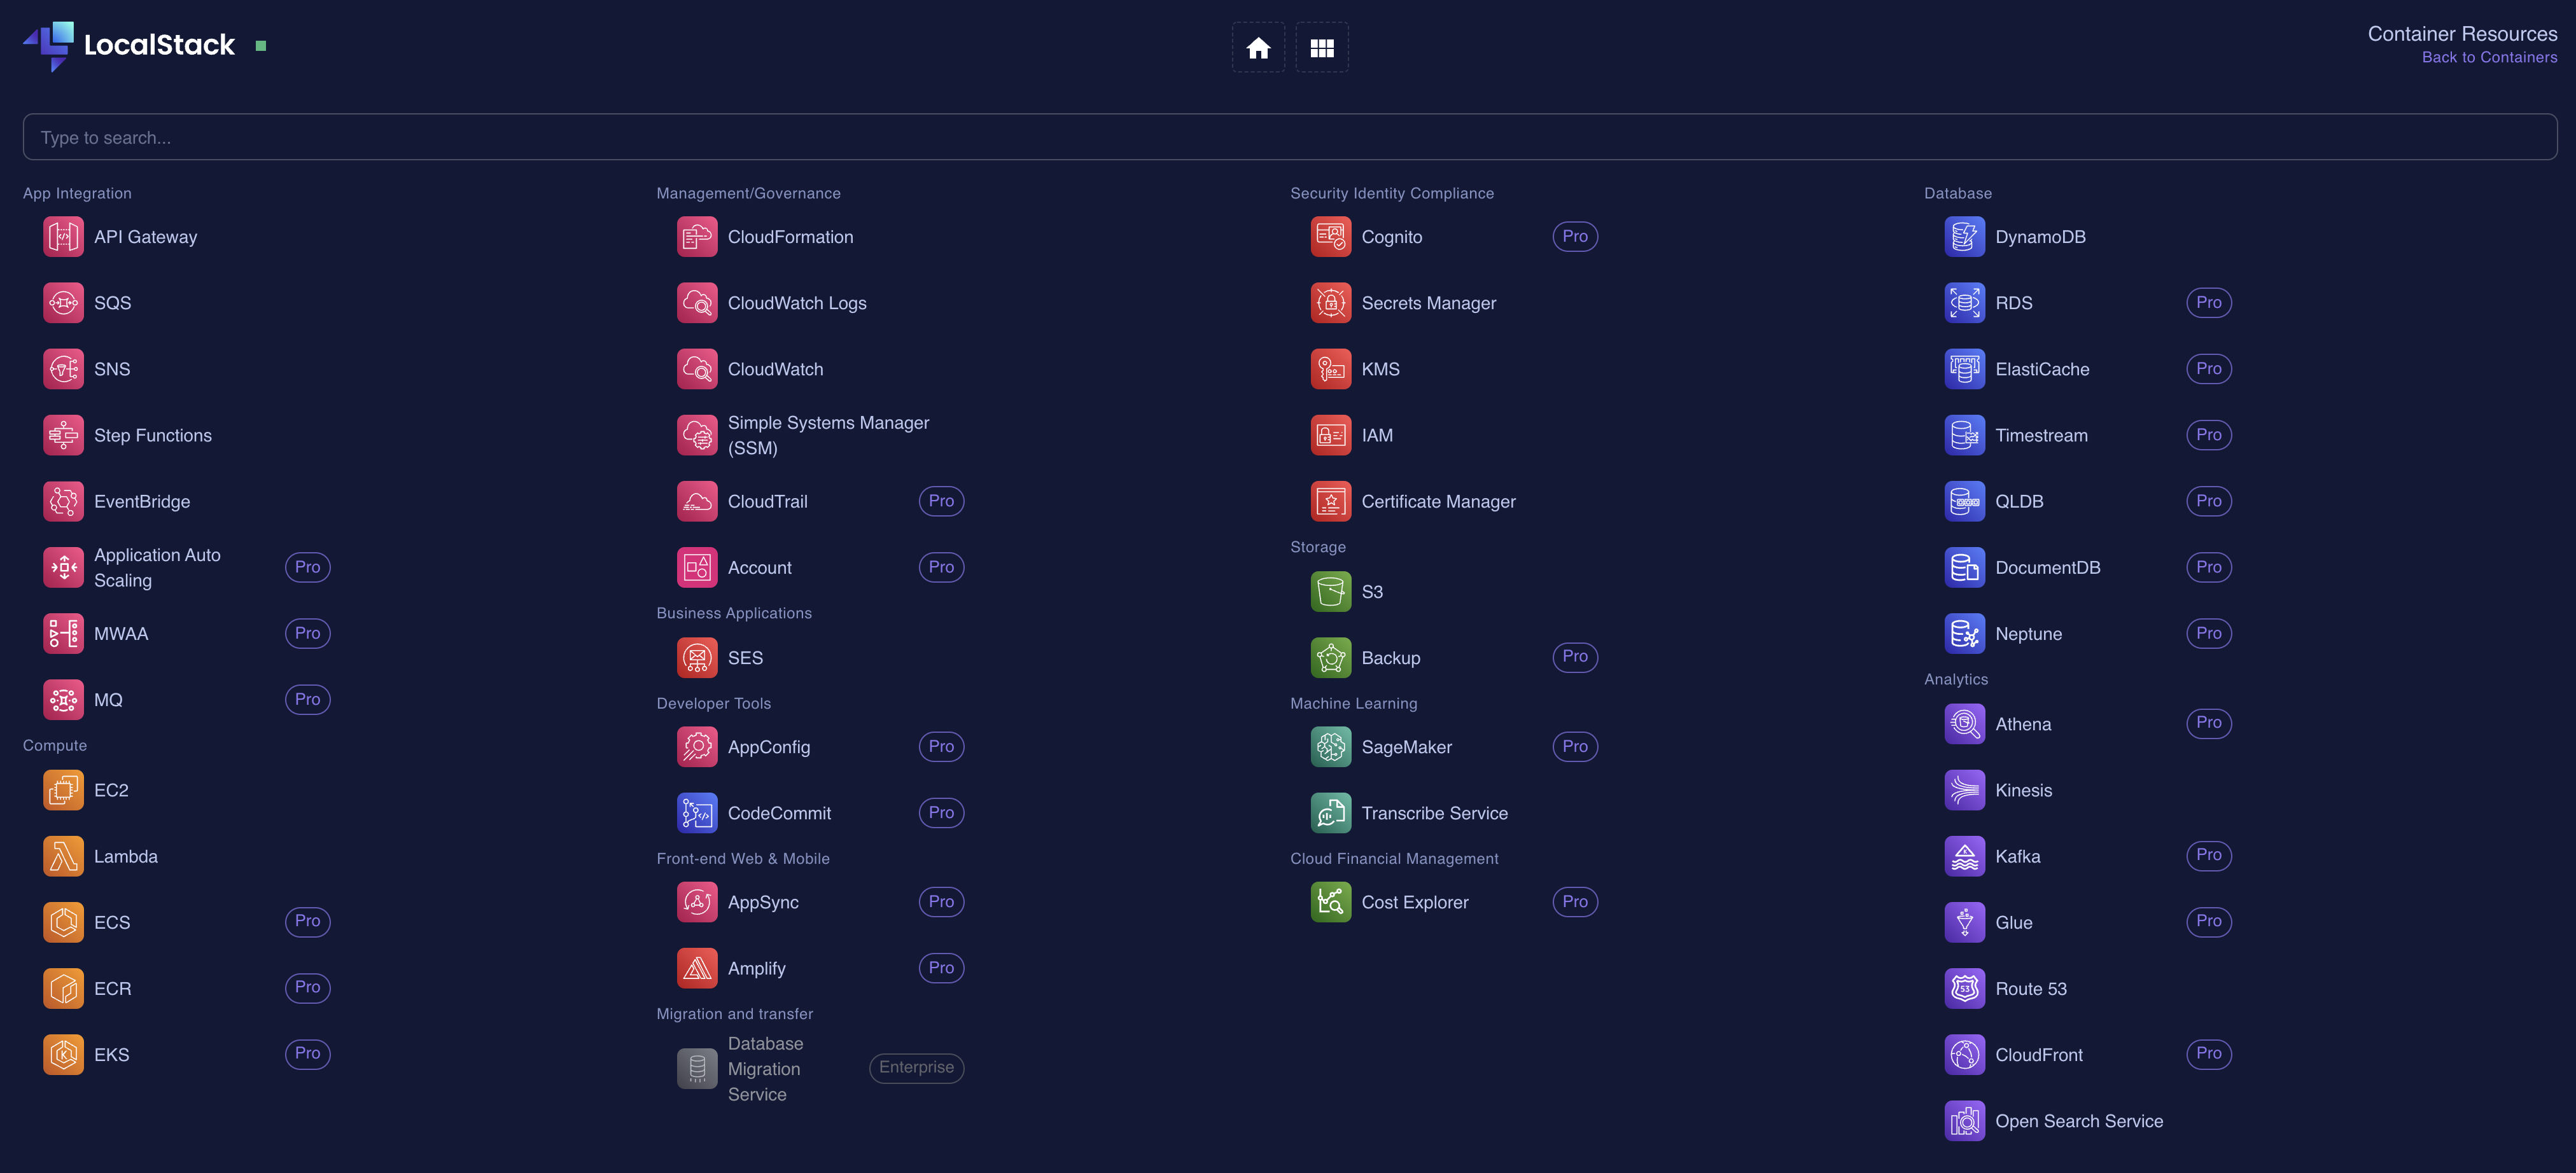 LocalStack
Container Resources
Back to Containers
Type to search...
App Integration
API Gateway
SQS
SNS
Step Functions
EventBridge
Application Auto
Scaling
Pro
MWAA
Pro
MQ
Pro
Compute
EC2
Lambda
ECS
Pro
ECR
Pro
EKS
Pro
Management/Governance
CloudFormation
CloudWatch Logs
CloudWatch
Simple Systems Manager
(SSM)
CloudTrail
Pro
Account
Pro
Business Applications
SES
Developer Tools
AppConfig
Pro
CodeCommit
Pro
Front-end Web & Mobile
AppSync
Pro
Amplify
Pro
Migration and transfer
Database
Migration
Service
Enterprise
Security Identity Compliance
Cognito
Pro
Secrets Manager
KMS
IAM
Certificate Manager
Storage
S3
Backup
Pro
Machine Learning
SageMaker
Pro
Transcribe Service
Cloud Financial Management
Cost Explorer
Pro
Database
DynamoDB
RDS
Pro
ElastiCache
Pro
Timestream
Pro
QLDB
Pro
DocumentDB
Pro
Neptune
Pro
Analytics
Athena
Pro
Kinesis
Kafka
Pro
Glue
Pro
53
Route 53
CloudFront
Pro
Open Search Service